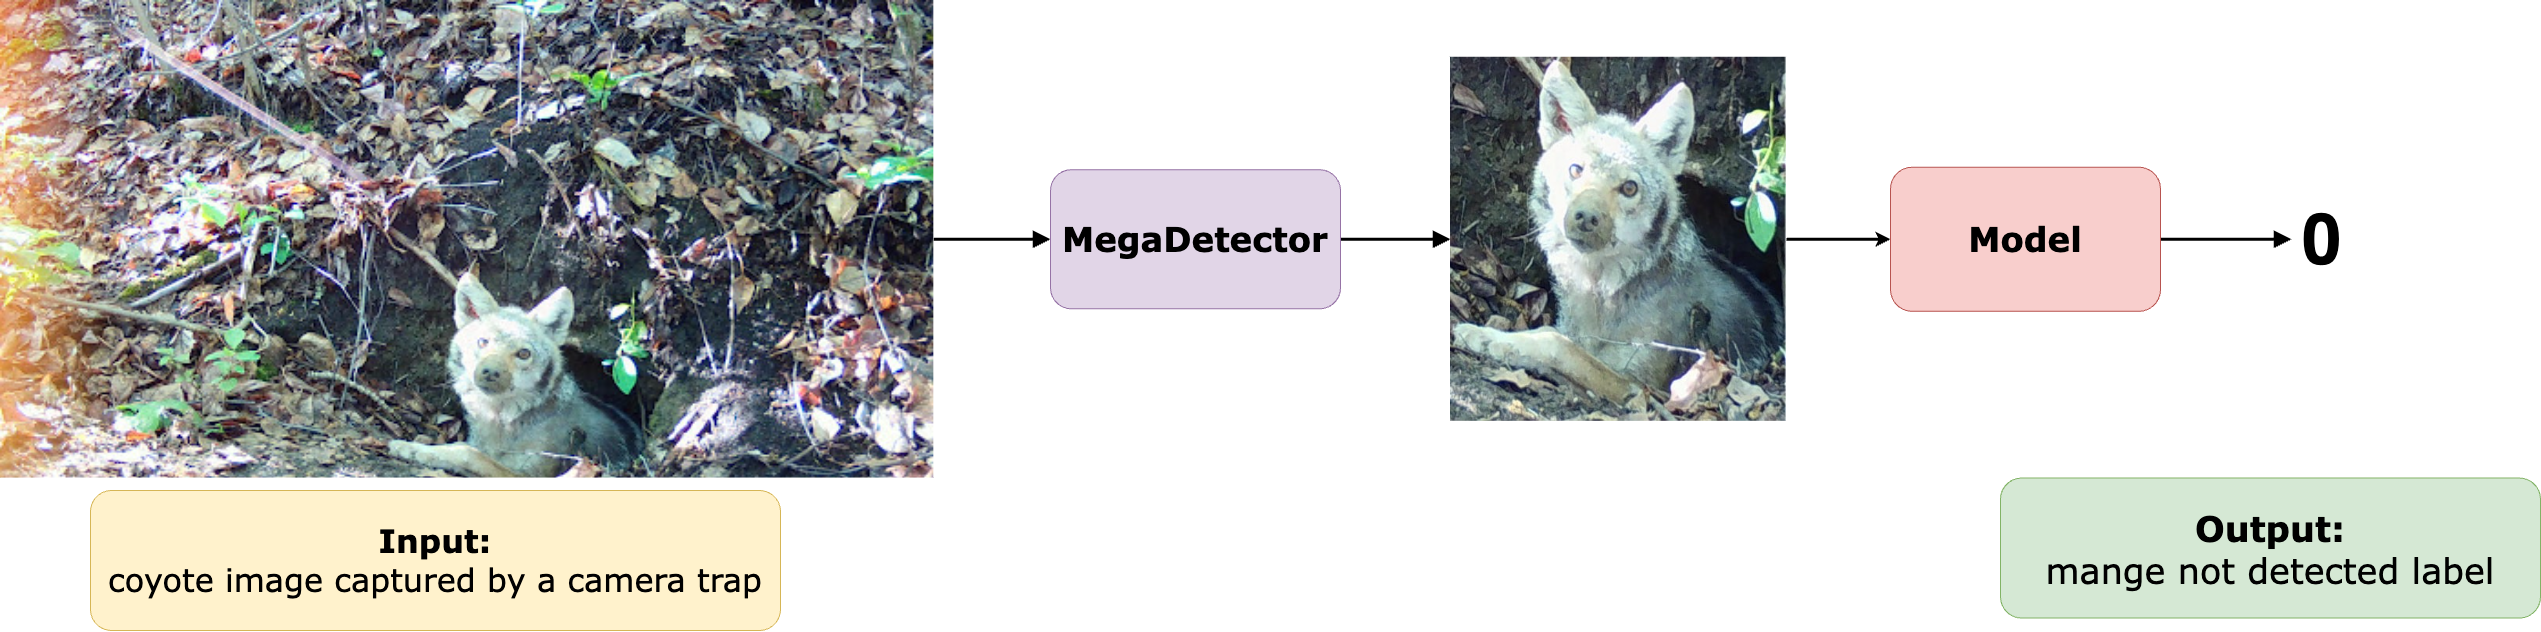 MegaDetector
Model
0
Input:
coyote image captured by a camera trap
Output:
mange not detected label